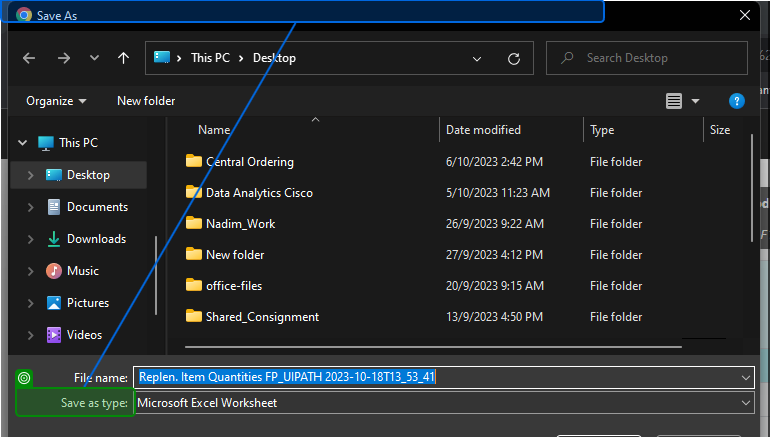 Save As
This PC
Desktop
Search Desktop
Organize
New folder
Name
Date modified
Type
Size
This PC
Desktop
Documents
Downloads
Music
Pictures
Videos
Central Ordering
6/10/2023 2:42 PM
File folder
Data Analytics Cisco
5/10/2023 11:23 AM
File folder
Nadim_Work
26/9/2023 9:22 AM
File folder
New folder
27/9/2023 4:12 PM
File folder
office-files
20/9/2023 9:15 AM
File folder
Shared_Consignment
13/9/2023 4:50 PM
File folder
File name:
Replen. Item Quantities FP_UIPATH 2023-10-18T13_53_41
Save as type:
Microsoft Excel Worksheet